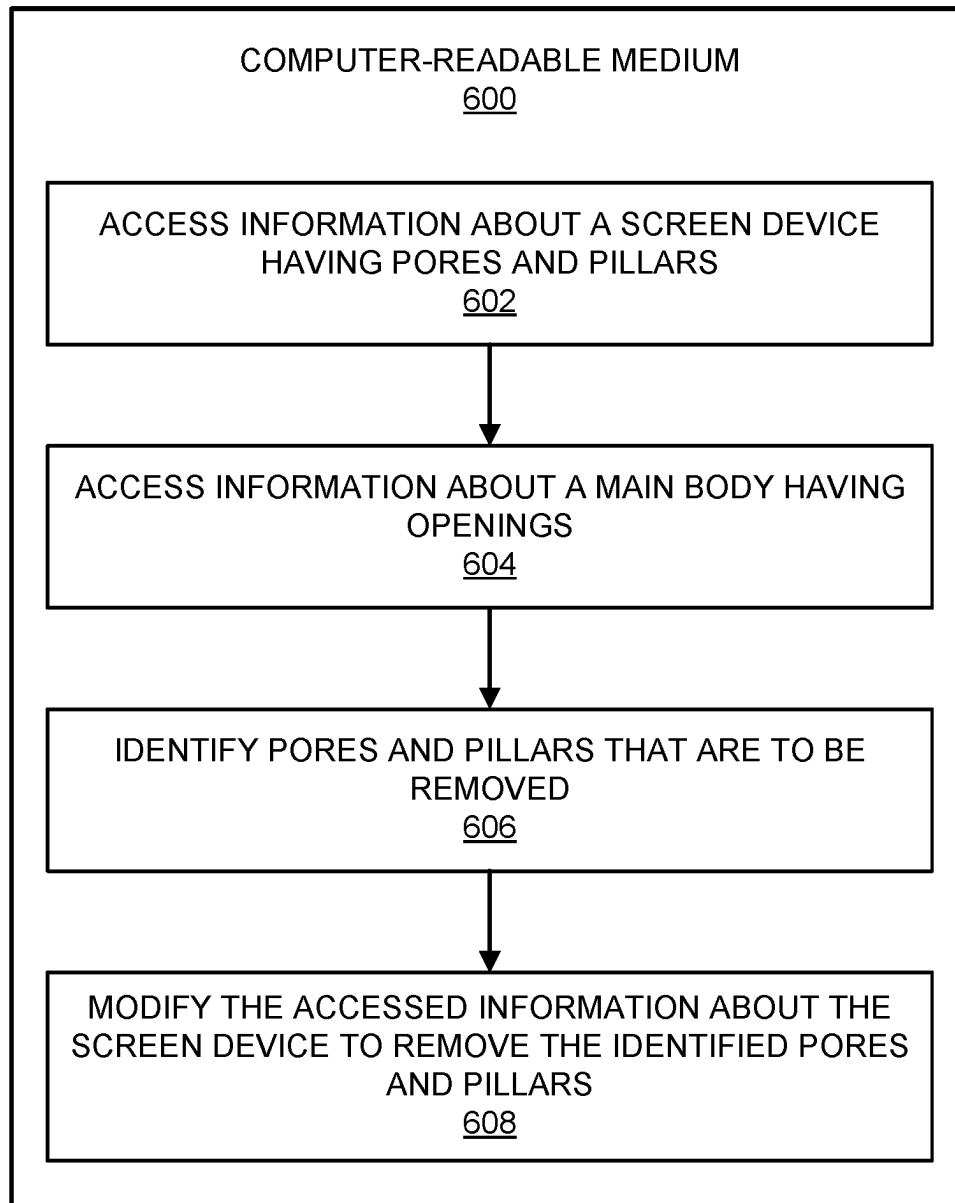 COMPUTER-READABLE MEDIUM
600
ACCESS INFORMATION ABOUT A SCREEN DEVICE
HAVING PORES AND PILLARS
602
ACCESS INFORMATION ABOUT A MAIN BODY HAVING
OPENINGS
604
IDENTIFY PORES AND PILLARS THAT ARE TO BE
REMOVED
606
MODIFY THE ACCESSED INFORMATION ABOUT THE
SCREEN DEVICE TO REMOVE THE IDENTIFIED PORES
AND PILLARS
608